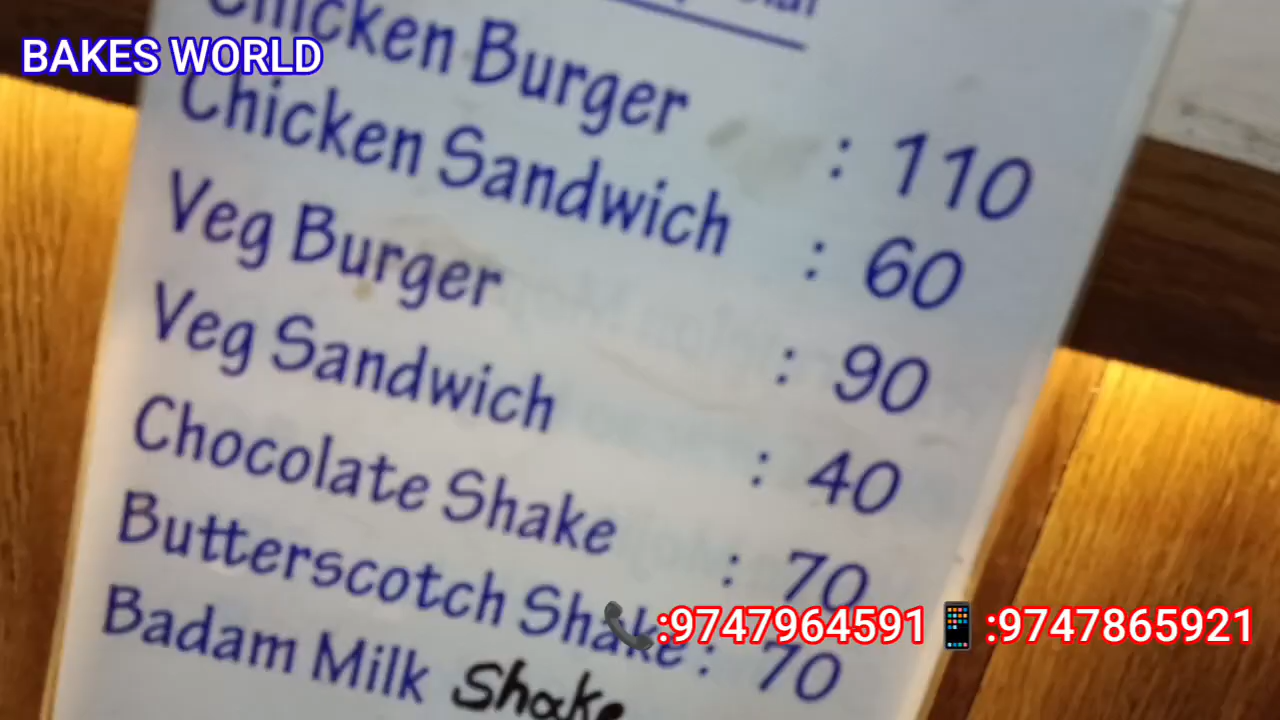 BAKES WORLD
Chicken Burger : 110
Chicken Sandwich : 60
Veg Burger : 90
Veg Sandwich : 40
Chocolate Shake : 70
Butterscotch Shake : 70
Badam Milk Shake
📞:9747964591 📱:9747865921